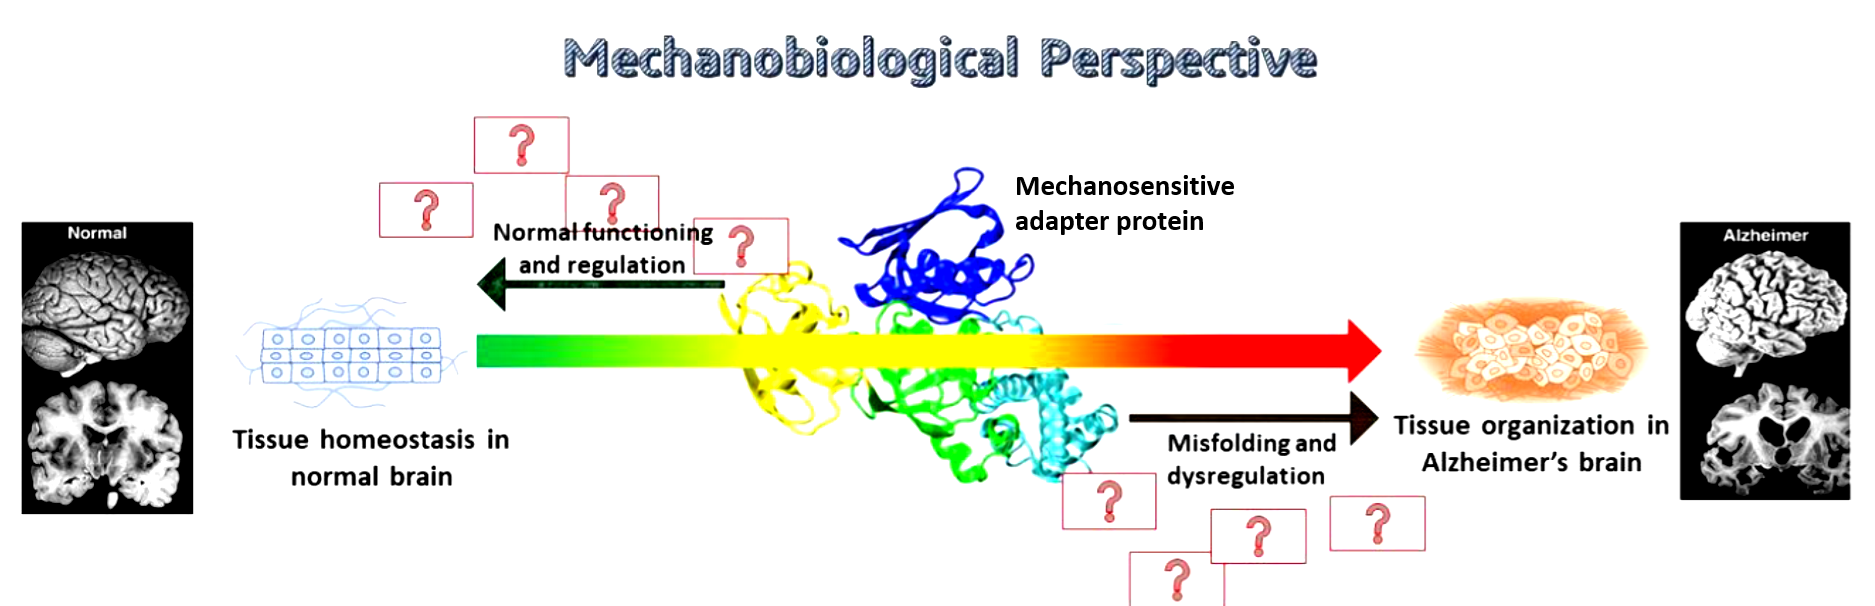 Mechanobiological Perspective
?
?
?
?
Mechanosensitive
adapter protein
Normal functioning
and regulation
Normal
Alzheimer
Tissue homeostasis in
normal brain
Misfolding and
dysregulation
Tissue organization in
Alzheimer's brain
?
?
?
?